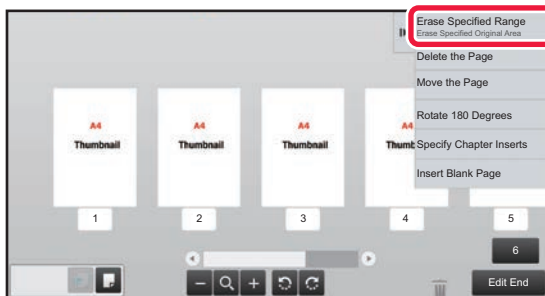 Erase Specified Range
Erase Specified Original Area
Delete the Page
Move the Page
Rotate 180 Degrees
Specify Chapter Inserts
Insert Blank Page
A4
Thumbnail
A4
Thumbnail
A4
Thumbnail
A4
Thumb
1
2
3
4
5
6
Edit End